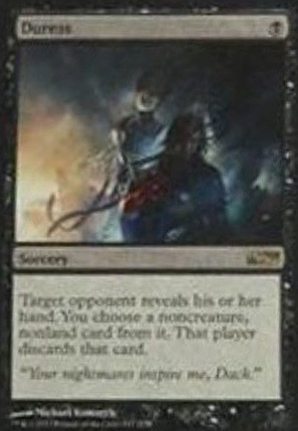 Duress
Sorcery
Target opponent reveals his or her
hand. You choose a noncreature,
nonland card from it. That player
discards that card.
"Your nightmares inspire me, Dack."